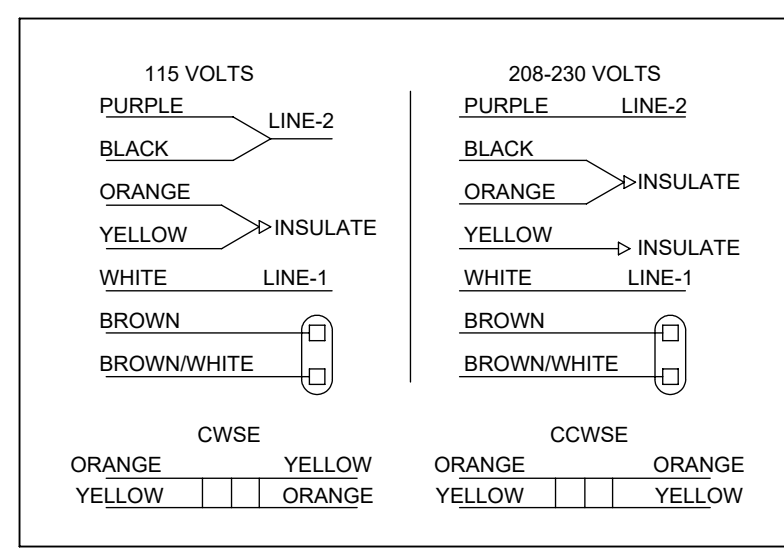 115 VOLTS
PURPLE
LINE-2
BLACK
ORANGE
INSULATE
YELLOW
WHITE LINE-1
BROWN
BROWN/WHITE
208-230 VOLTS
PURPLE LINE-2
BLACK
INSULATE
ORANGE
YELLOW
INSULATE
WHITE LINE-1
BROWN
BROWN/WHITE
CWSE
ORANGE YELLOW
YELLOW ORANGE
CCWSE
ORANGE ORANGE
YELLOW YELLOW